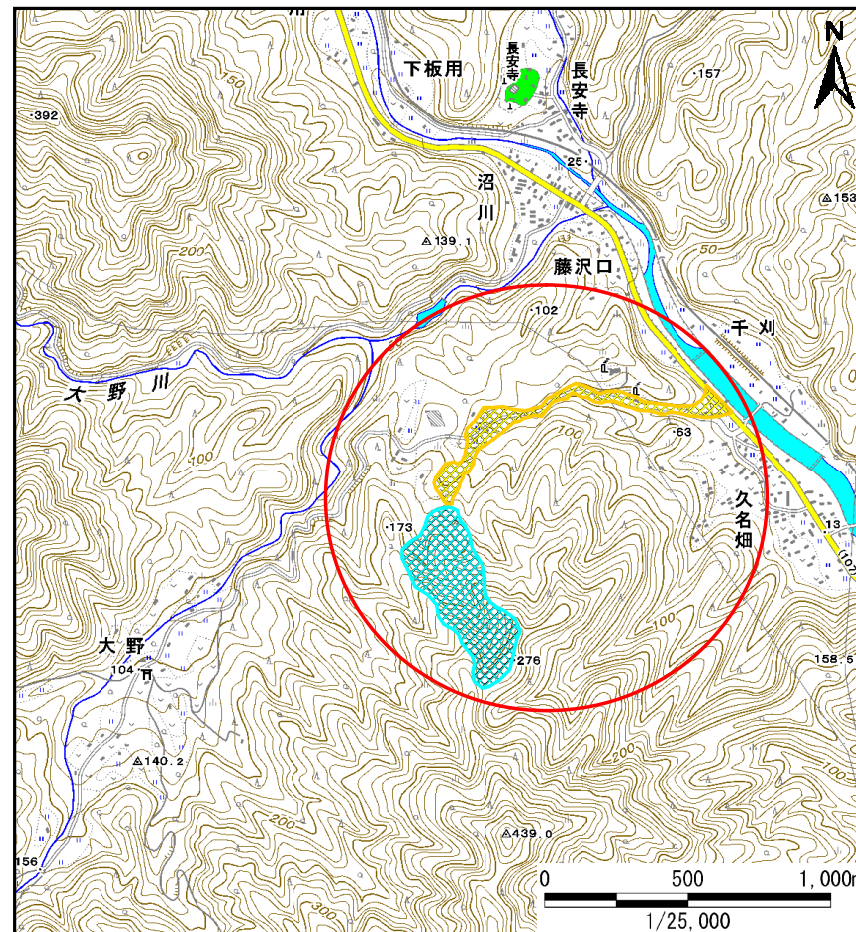 N
下板用
長安寺
長安寺
150
・157
・392
25・
沼川
△153
△139.1
200
50
藤沢口
・102
千刈
大野川
100
・63
100
久名畑
・173
・13
(107)
100
大野
104・
・276
158.5
△140.2
200
200
△439.0
156
300
0 500 1,000m
1/25,000